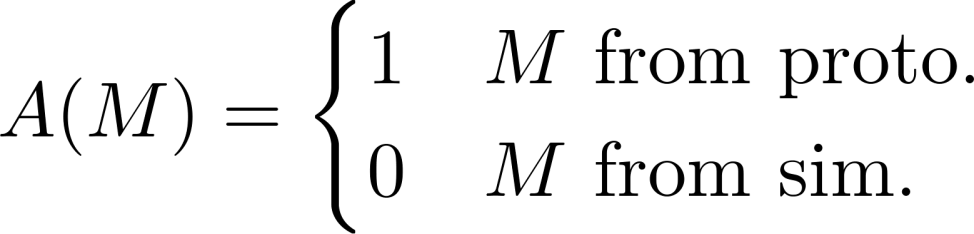 A(M) = { 1 M from proto.
0 M from sim.